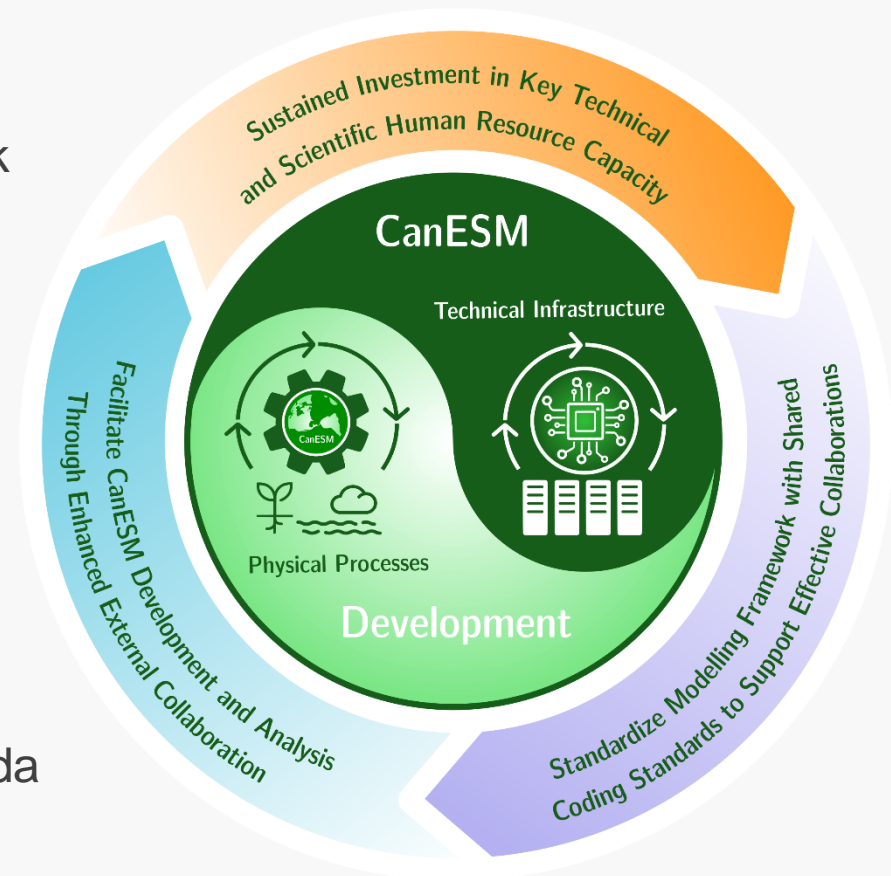 k
da
Sustained Investment in Key Technical
and Scientific Human Resource Capacity
CanESM
Technical Infrastructure
CanESM
Physical Processes
Development
Standardize Modelling Framework with Shared
Coding Standards to Support Effective Collaborations
Facilitate CanESM Development and Analysis
Through Enhanced External Collaboration